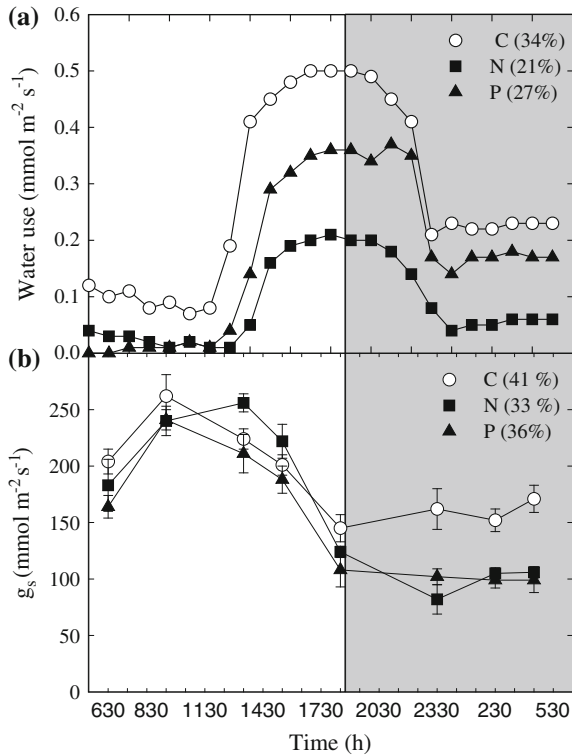 (a)
0.6
0.5
0.4
0.3
0.2
0.1
0.0
Water use (mmol m⁻² s⁻¹)
C (34%)
N (21%)
P (27%)
(b)
250
200
150
100
50
0
gₛ (mmol m⁻² s⁻¹)
C (41 %)
N (33 %)
P (36%)
630 830 1130 1430 1730 2030 2330 230 530
Time (h)